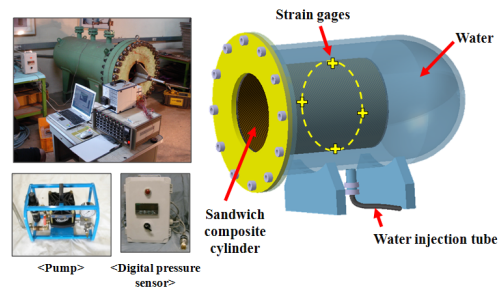 Strain gages
Water
Sandwich
composite
cylinder
Water injection tube
<Pump>
<Digital pressure
sensor>